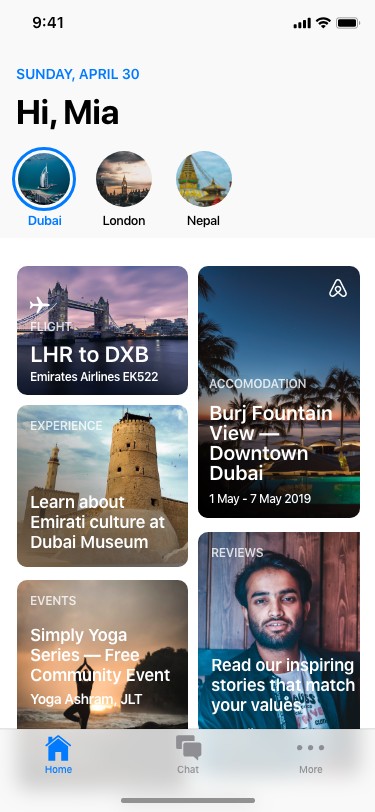 9:41
SUNDAY, APRIL 30
Hi, Mia
Dubai
London
Nepal
FLIGHT
LHR to DXB
Emirates Airlines EK522
EXPERIENCE
Learn about
Emirati culture at
Dubai Museum
EVENTS
Simply Yoga
Series — Free
Community Event
Yoga Ashram, JLT
ACCOMODATION
Burj Fountain
View —
Downtown
Dubai
1 May - 7 May 2019
REVIEWS
Read our inspiring
stories that match
your values
Home
Chat
More